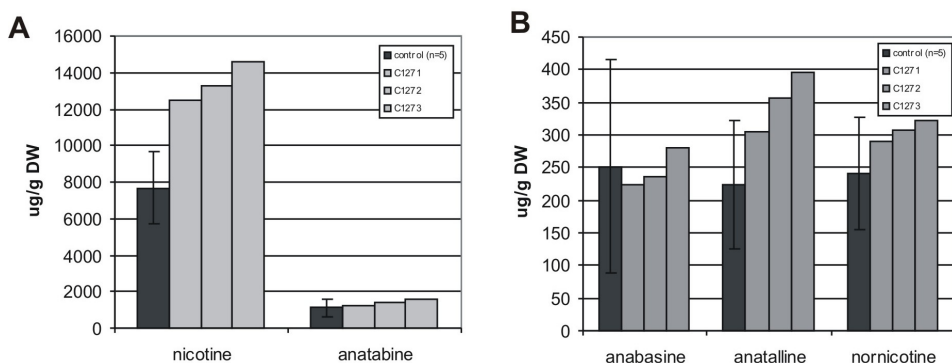 A
ug/g DW
16000
14000
12000
10000
8000
6000
4000
2000
0
control (n=5)
C1271
C1272
C1273
nicotine
anatabine
B
ug/g DW
450
400
350
300
250
200
150
100
50
0
control (n=5)
C1271
C1272
C1273
anabasine
anatalline
nornicotine